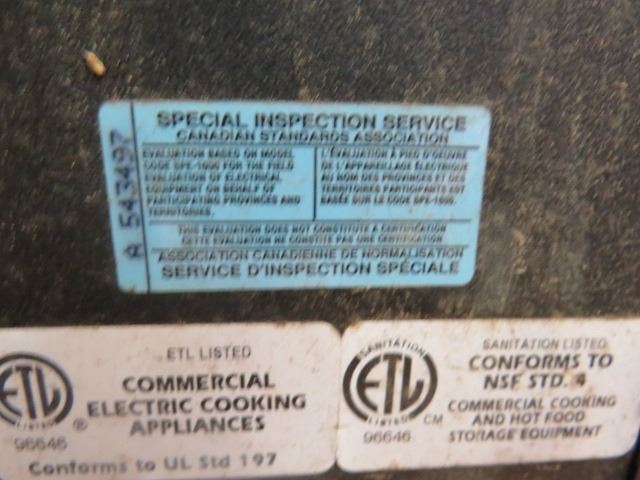 SPECIAL INSPECTION SERVICE
CANADIAN STANDARDS ASSOCIATION
A 543497
EVALUATION BASED ON MODEL
CODE SPE-1000 FOR THE FIELD
EVALUATION OF ELECTRICAL
EQUIPMENT ON BEHALF OF
PARTICIPATING PROVINCES AND
TERRITORIES.
L'ÉVALUATION À PIED D'OEUVRE
DE L'APPAREILLAGE ÉLECTRIQUE
AU NOM DES PROVINCES ET DES
TERRITOIRES PARTICIPANTS EST
BASÉE SUR LE CODE SPE-1000.
THIS EVALUATION DOES NOT CONSTITUTE A CERTIFICATION
CETTE EVALUATION NE CONSTITE PAS UNE CERTIFICATION
ASSOCIATION CANADIENNE DE NORMALISATION
SERVICE D'INSPECTION SPÉCIALE
ETL
LISTED
®
96646
ETL LISTED
COMMERCIAL
ELECTRIC COOKING
APPLIANCES
Conforms to UL Std 197
SANITATION
ETL
LISTED
CM
96646
SANITATION LISTED
CONFORMS TO
NSF STD. 4
COMMERCIAL COOKING
AND HOT FOOD
STORAGE EQUIPMENT